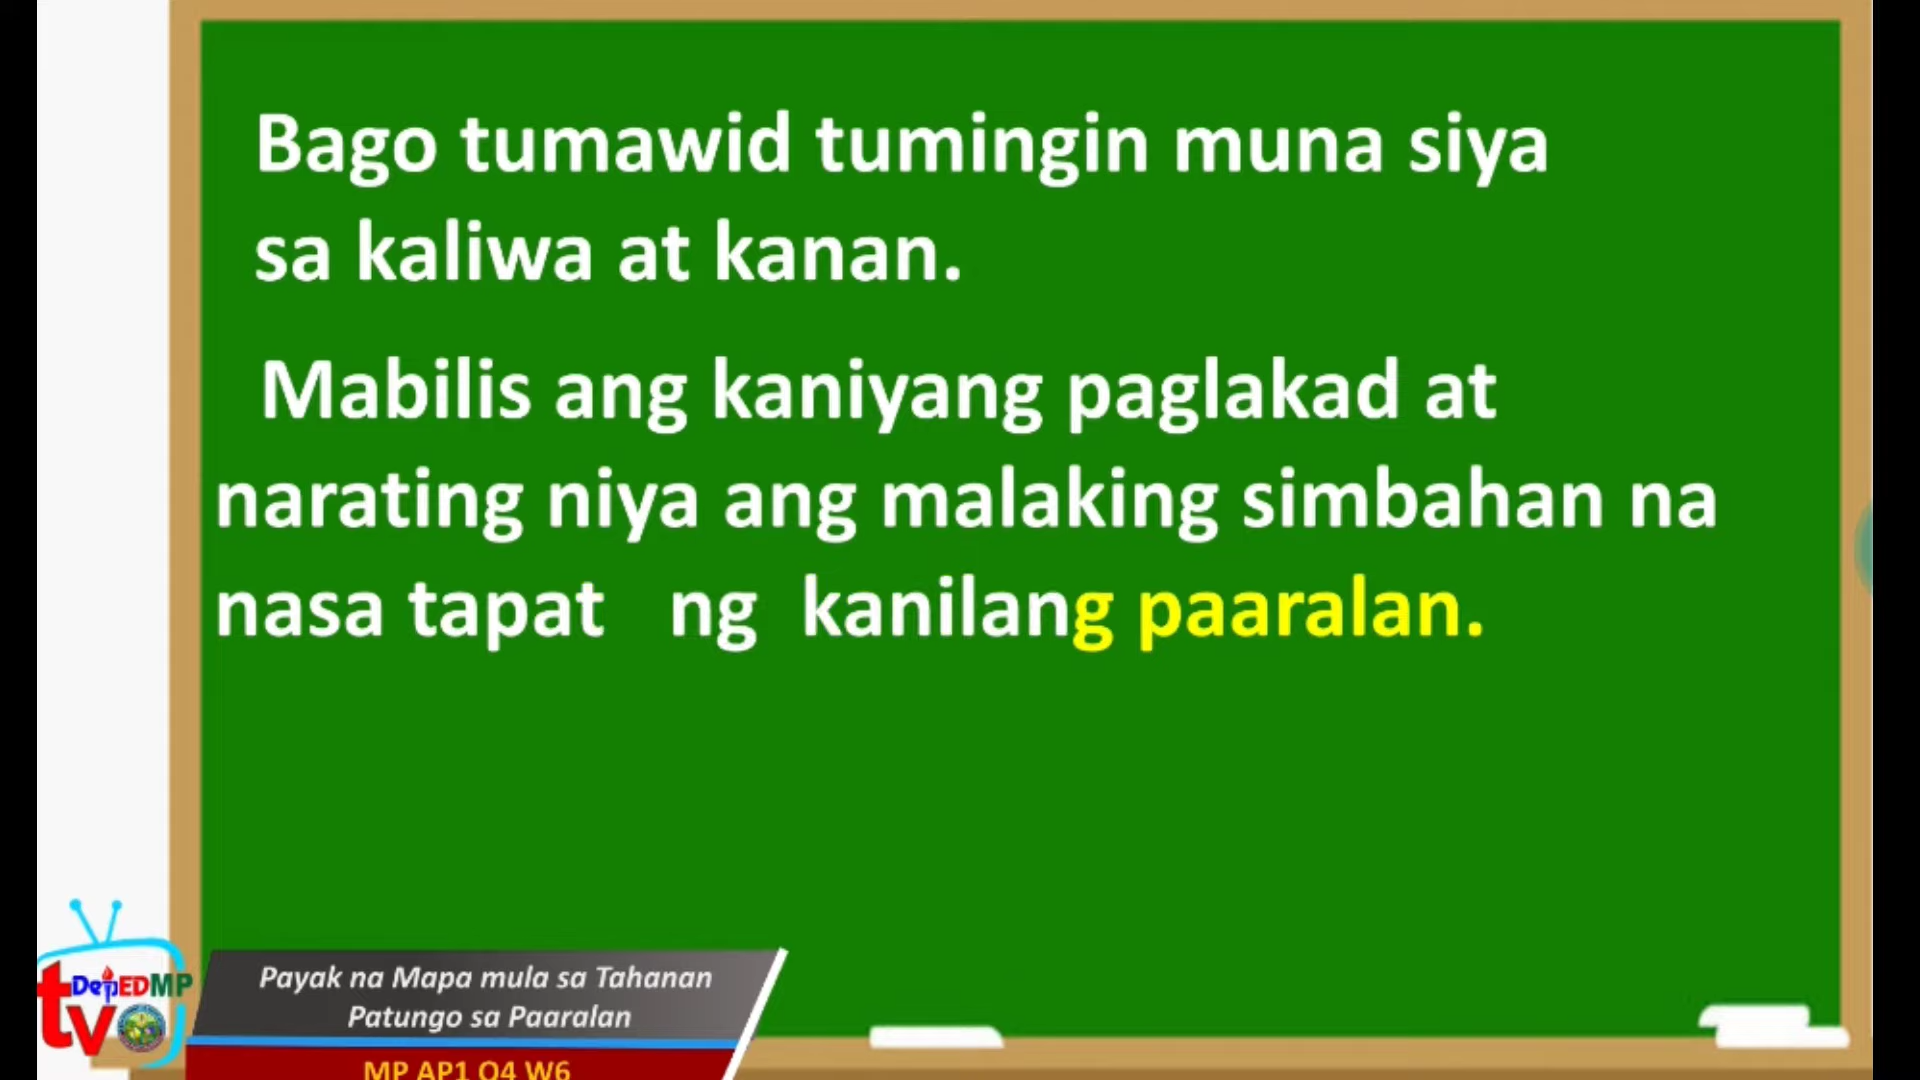 Bago tumawid tumingin muna siya
sa kaliwa at kanan.
Mabilis ang kaniyang paglakad at
narating niya ang malaking simbahan na
nasa tapat ng kanilang paaralan.
DepEDMP
tv
Payak na Mapa mula sa Tahanan
Patungo sa Paaralan
MP AP1 Q4 W6